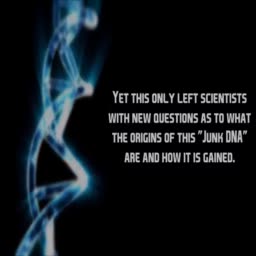 Yet this only left scientists
with new questions as to what
the origins of this "Junk DNA"
are and how it is gained.